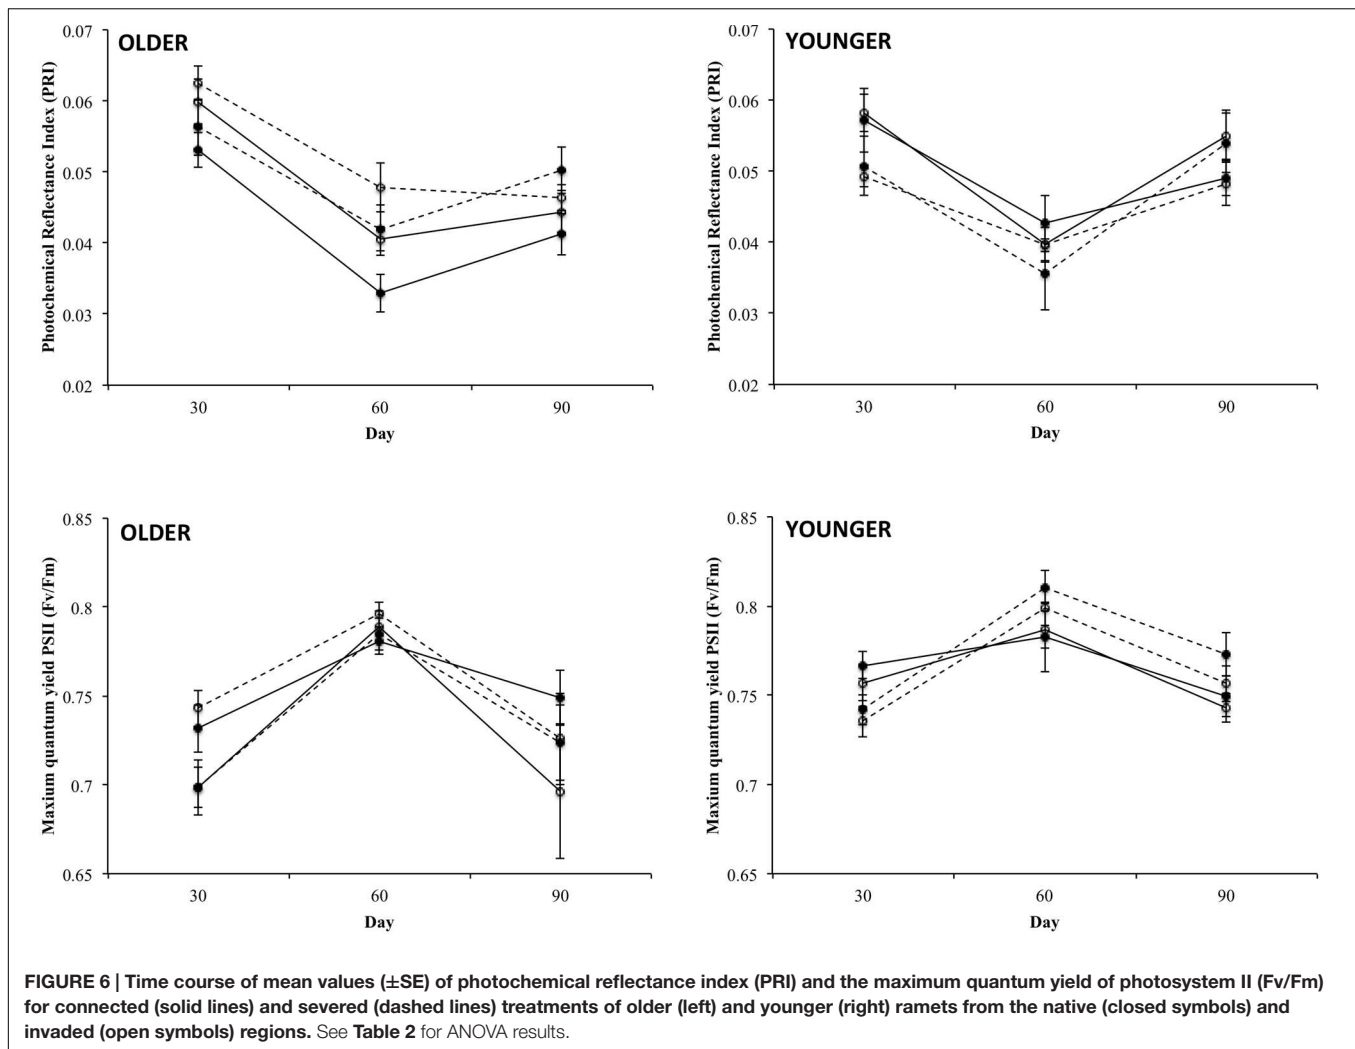 OLDER
Photochemical Reflectance Index (PRI)
0.07
0.06
0.05
0.04
0.03
0.02
30
60
90
Day
YOUNGER
Photochemical Reflectance Index (PRI)
0.07
0.06
0.05
0.04
0.03
0.02
30
60
90
Day
OLDER
Maxium quantum yield PSII (Fv/Fm)
0.85
0.8
0.75
0.7
0.65
30
60
90
Day
YOUNGER
Maxium quantum yield PSII (Fv/Fm)
0.85
0.8
0.75
0.7
0.65
30
60
90
Day
FIGURE 6 | Time course of mean values (±SE) of photochemical reflectance index (PRI) and the maximum quantum yield of photosystem II (Fv/Fm)
for connected (solid lines) and severed (dashed lines) treatments of older (left) and younger (right) ramets from the native (closed symbols) and
invaded (open symbols) regions. See Table 2 for ANOVA results.